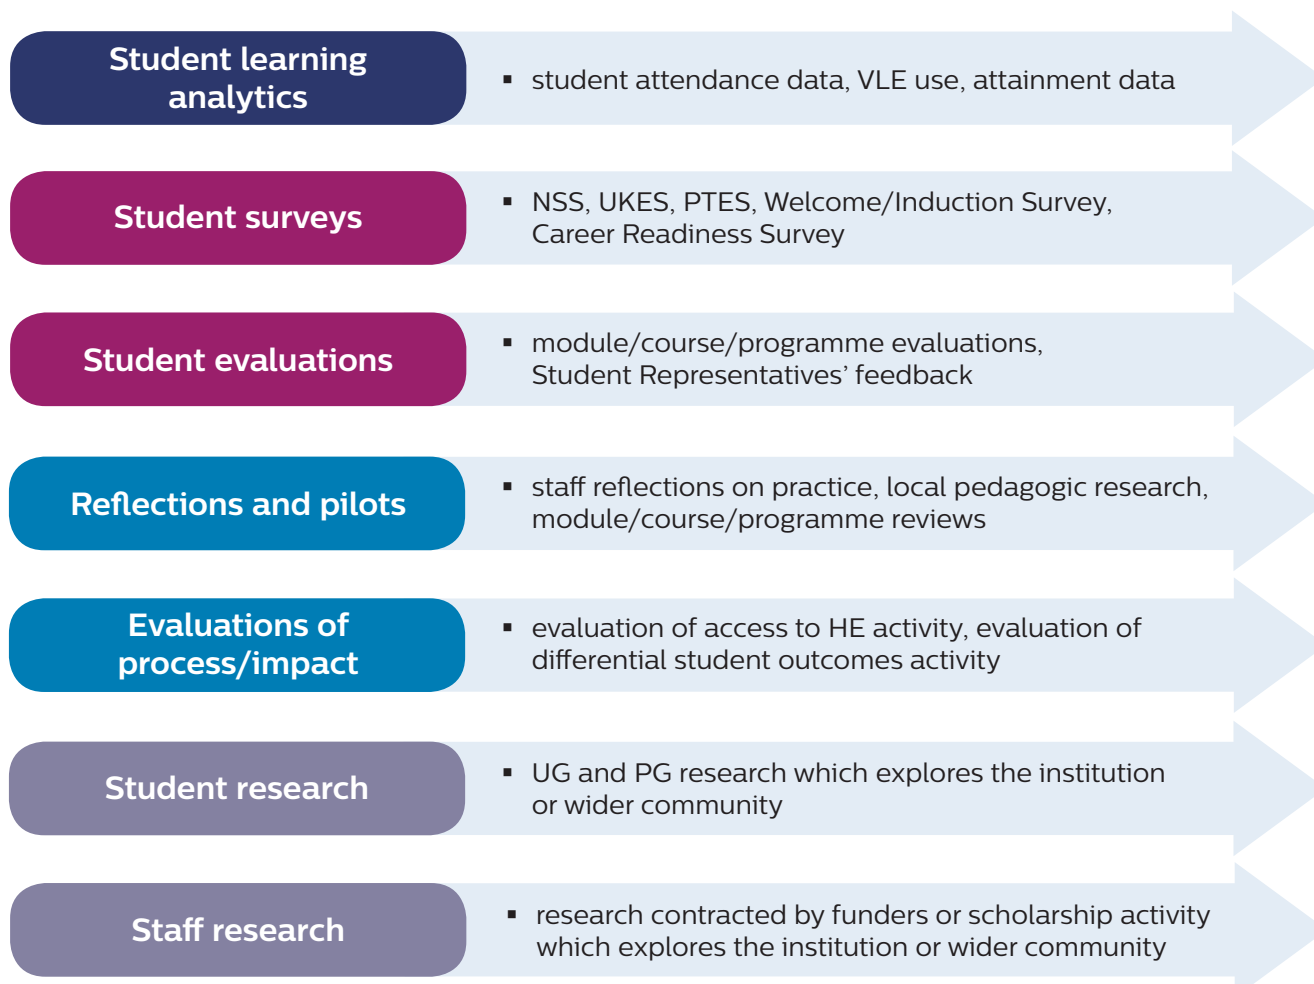 Student learning
analytics
▪ student attendance data, VLE use, attainment data
Student surveys
▪ NSS, UKES, PTES, Welcome/Induction Survey,
Career Readiness Survey
Student evaluations
▪ module/course/programme evaluations,
Student Representatives’ feedback
Reflections and pilots
▪ staff reflections on practice, local pedagogic research,
module/course/programme reviews
Evaluations of
process/impact
▪ evaluation of access to HE activity, evaluation of
differential student outcomes activity
Student research
▪ UG and PG research which explores the institution
or wider community
Staff research
▪ research contracted by funders or scholarship activity
which explores the institution or wider community